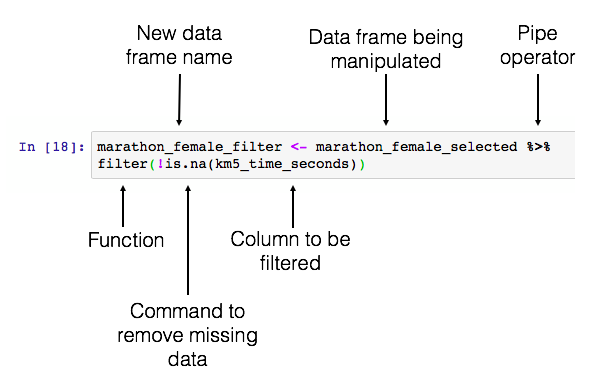 New data
frame name
Data frame being
manipulated
Pipe
operator
In [18]:
marathon_female_filter <- marathon_female_selected %>%
filter(!is.na(km5_time_seconds))
Function
Column to be
filtered
Command to
remove missing
data